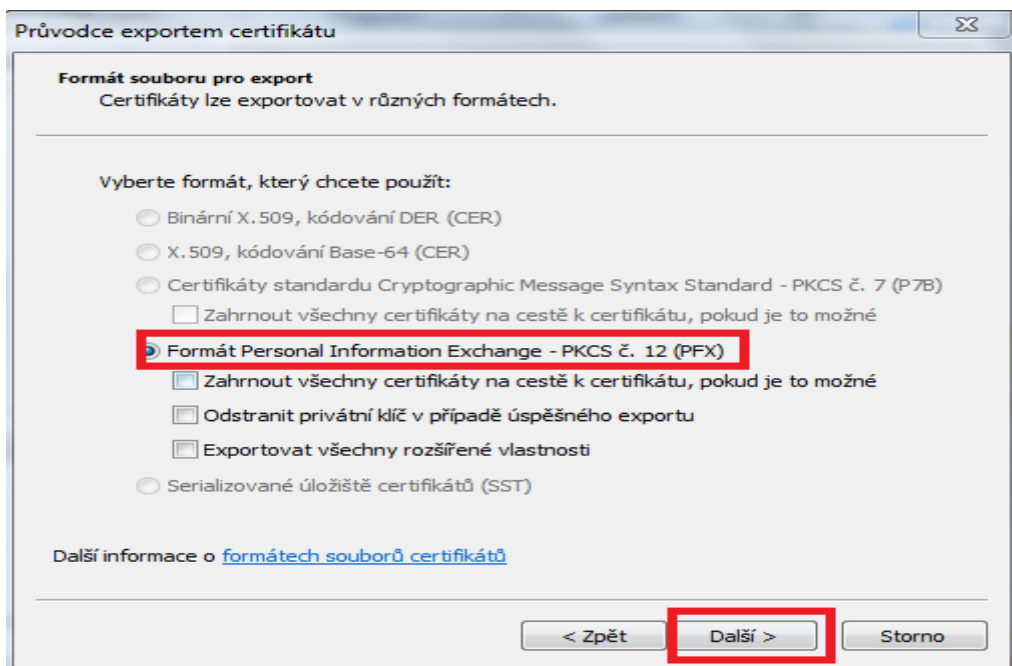 Průvodce exportem certifikátu
Formát souboru pro export
Certifikáty lze exportovat v různých formátech.
Vyberte formát, který chcete použít:
Binární X.509, kódování DER (CER)
X.509, kódování Base-64 (CER)
Certifikáty standardu Cryptographic Message Syntax Standard - PKCS č. 7 (P7B)
Zahrnout všechny certifikáty na cestě k certifikátu, pokud je to možné
Formát Personal Information Exchange - PKCS č. 12 (PFX)
Zahrnout všechny certifikáty na cestě k certifikátu, pokud je to možné
Odstranit privátní klíč v případě úspěšného exportu
Exportovat všechny rozšířené vlastnosti
Serializované úložiště certifikátů (SST)
Další informace o formátech souborů certifikátů
< Zpět
Další >
Storno